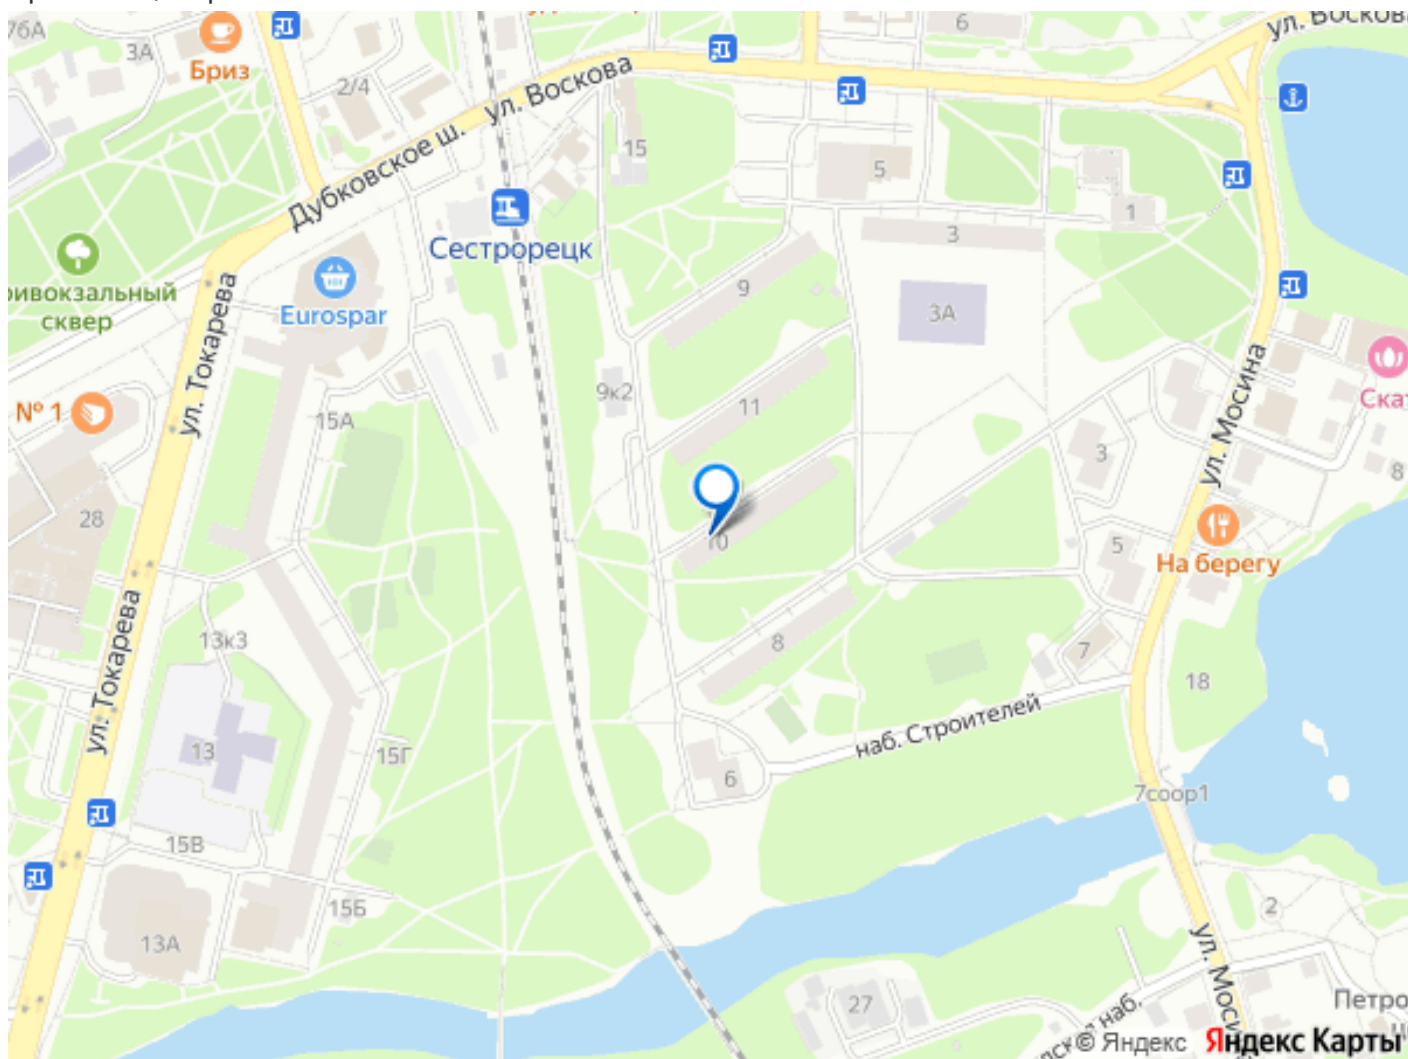 76А
3А
Бриз
2/4
6
ул. Воскова
Дубковское ш.
ул. Воскова
15
5
1
3
Сестрорецк
ривокзальный
сквер
ул. Токарева
Eurospar
9
3А
№ 1
15А
9к2
11
ул. Мосина
Скат
3
8
28
10
5
На берегу
ул. Токарева
13к3
8
7
18
наб. Строителей
13
15Г
6
7соор1
15В
15Б
13А
2
ул. Мосина
27
наб.
Петро
© Яндекс Яндекс Карты